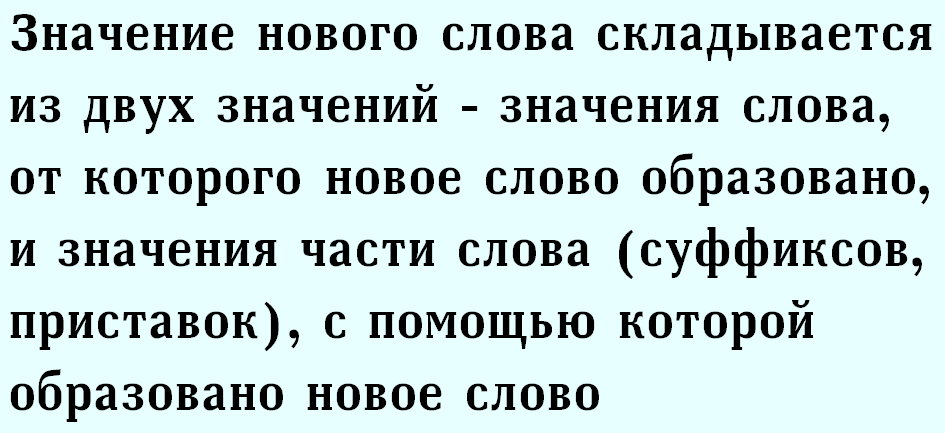 Значение нового слова складывается
из двух значений - значения слова,
от которого новое слово образовано,
и значения части слова (суффиксов,
приставок), с помощью которой
образовано новое слово